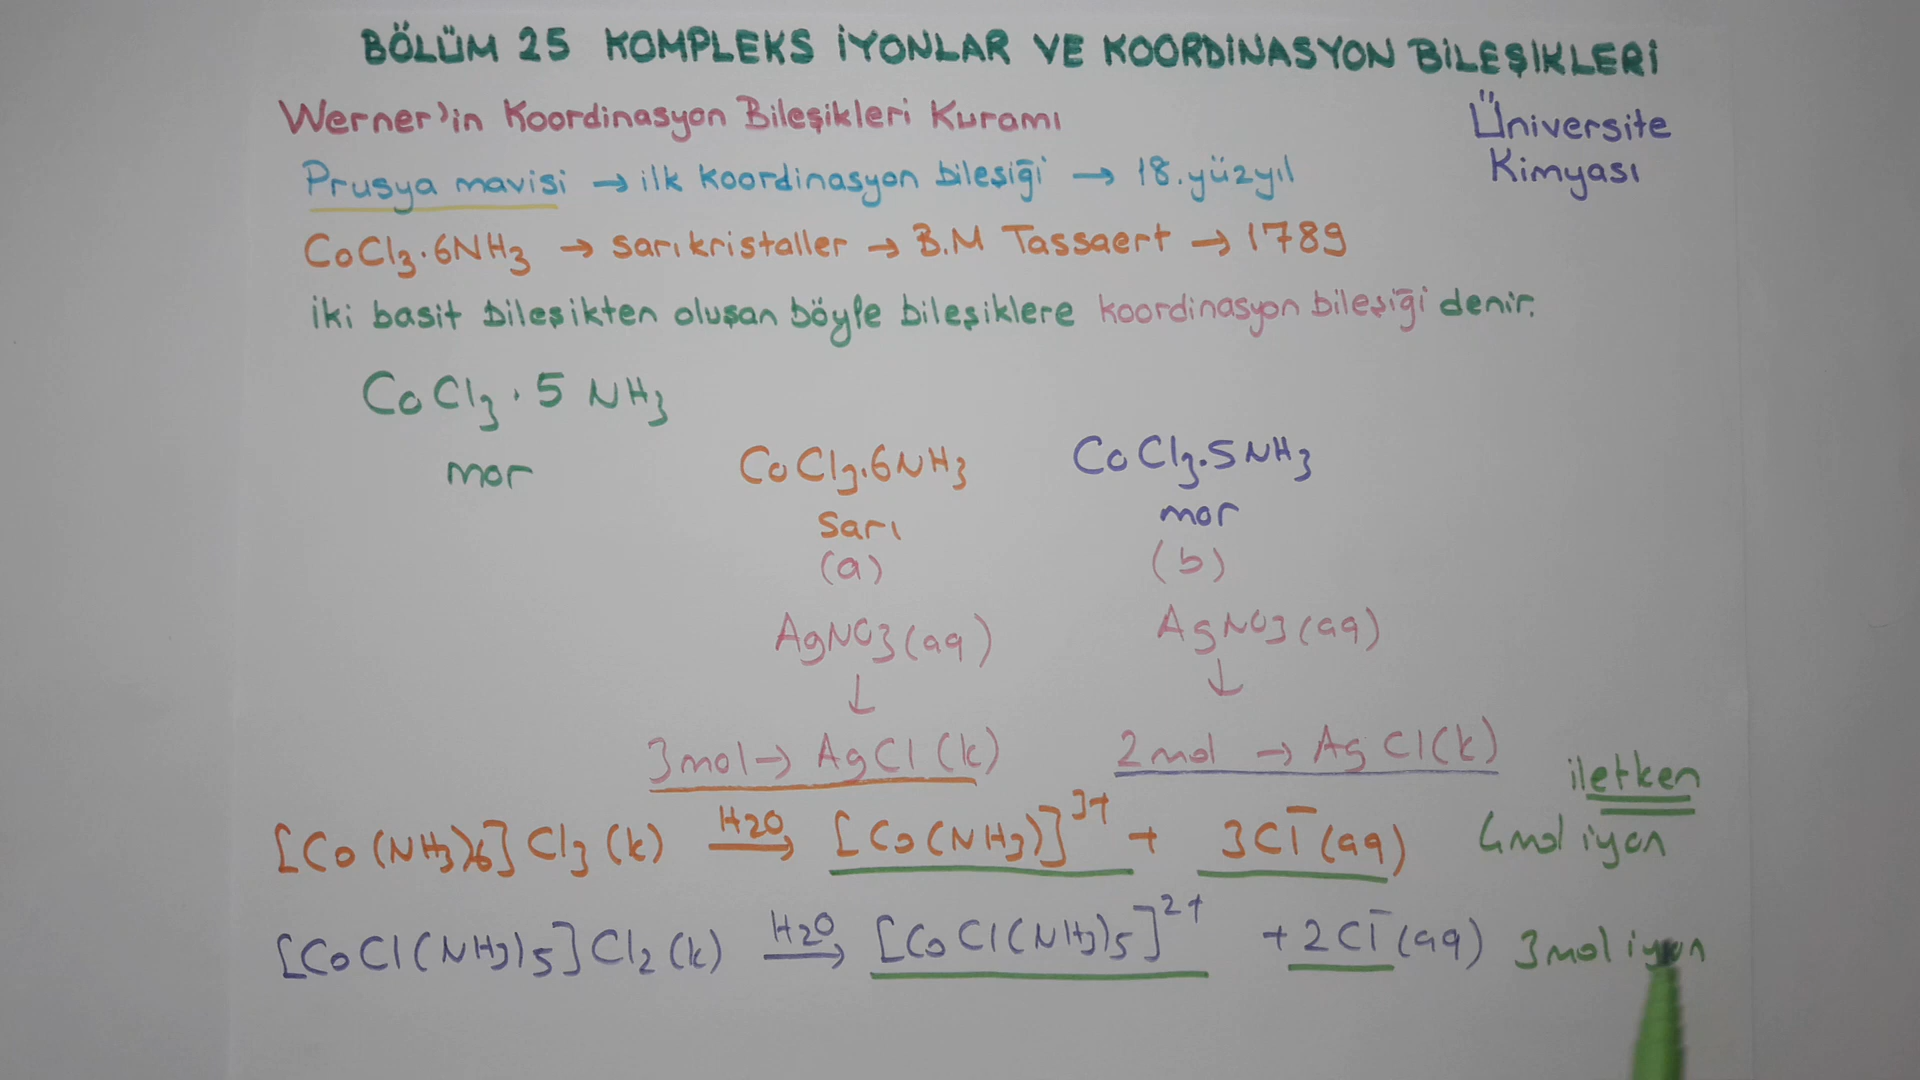 BÖLÜM 25 KOMPLEKS İYONLAR VE KOORDİNASYON BİLEŞİKLERİ
Werner'in Koordinasyon Bileşikleri Kuramı
Üniversite
Kimyası
Prusya mavisi → ilk koordinasyon bileşiği → 18.yüzyıl
CoCl3.6NH3 → sarı kristaller → B.M Tassaert → 1789
iki basit bileşikten oluşan böyle bileşiklere koordinasyon bileşiği denir.
CoCl3.5 NH3
mor
CoCl3.6NH3
sarı
(a)
AgNO3(aq)
↓
3mol → AgCl(k)
CoCl3.5NH3
mor
(b)
AgNO3(aq)
↓
2mol → AgCl(k)
iletken
[Co(NH3)6]Cl3(k) H2O → [Co(NH3)]3+ + 3Cl-(aq) 4mol iyon
[CoCl(NH3)5]Cl2(k) H2O → [CoCl(NH3)5]2+ + 2Cl-(aq) 3mol iyon